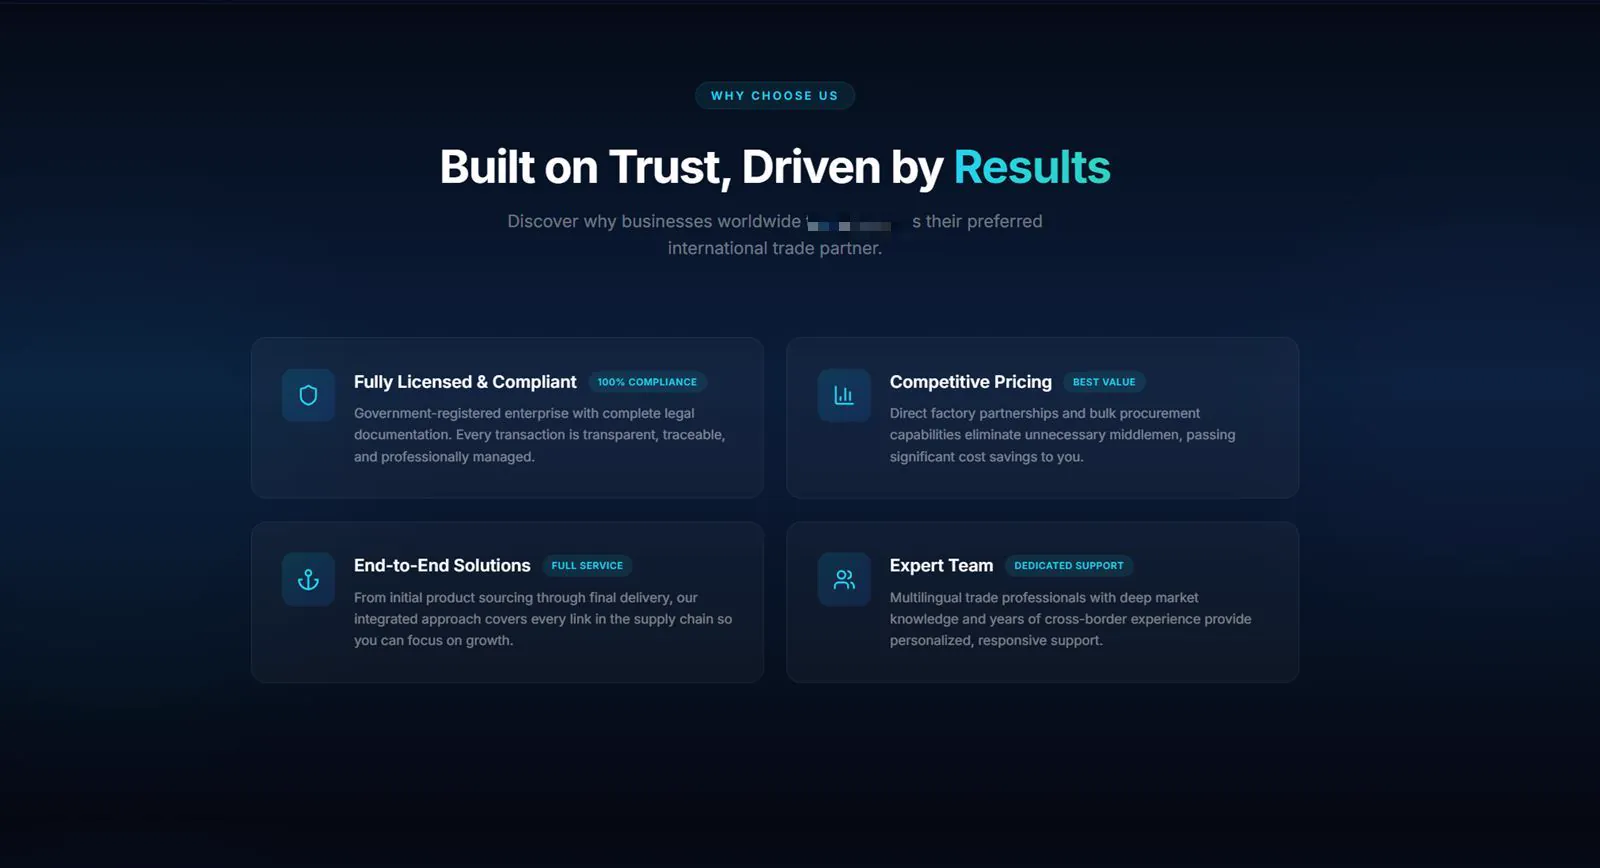 WHY CHOOSE US
Built on Trust, Driven by Results
Discover why businesses worldwide their preferred
international trade partner.
Fully Licensed & Compliant 100% COMPLIANCE
Government-registered enterprise with complete legal
documentation. Every transaction is transparent, traceable,
and professionally managed.
Competitive Pricing BEST VALUE
Direct factory partnerships and bulk procurement
capabilities eliminate unnecessary middlemen, passing
significant cost savings to you.
End-to-End Solutions FULL SERVICE
From initial product sourcing through final delivery, our
integrated approach covers every link in the supply chain so
you can focus on growth.
Expert Team DEDICATED SUPPORT
Multilingual trade professionals with deep market
knowledge and years of cross-border experience provide
personalized, responsive support.